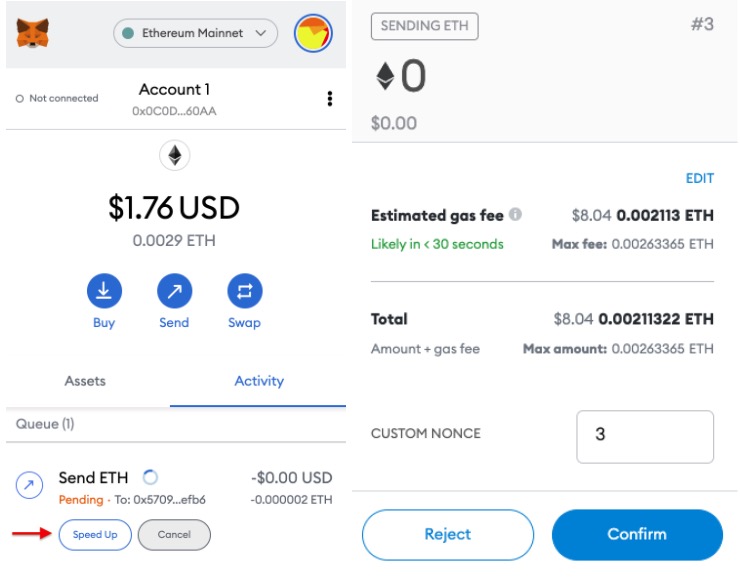 Ethereum Mainnet
Not connected
Account 1
0x0C0D...60AA
$1.76 USD
0.0029 ETH
Buy
Send
Swap
Assets
Activity
Queue (1)
Send ETH
-$0.00 USD
Pending · To: 0x5709...efb6
-0.000002 ETH
Speed Up
Cancel
SENDING ETH
#3
0
$0.00
EDIT
Estimated gas fee $8.04 0.002113 ETH
Likely in < 30 seconds Max fee: 0.00263365 ETH
Total $8.04 0.00211322 ETH
Amount + gas fee Max amount: 0.00263365 ETH
CUSTOM NONCE 3
Reject
Confirm